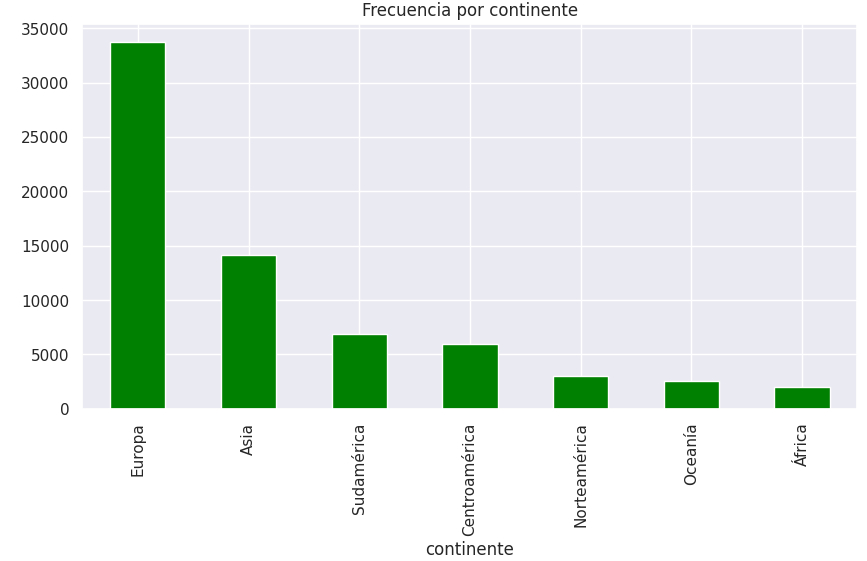 Frecuencia por continente
35000
30000
25000
20000
15000
10000
5000
0
Europa
Asia
Sudamérica
Centroamérica
Norteamérica
Oceanía
África
continente